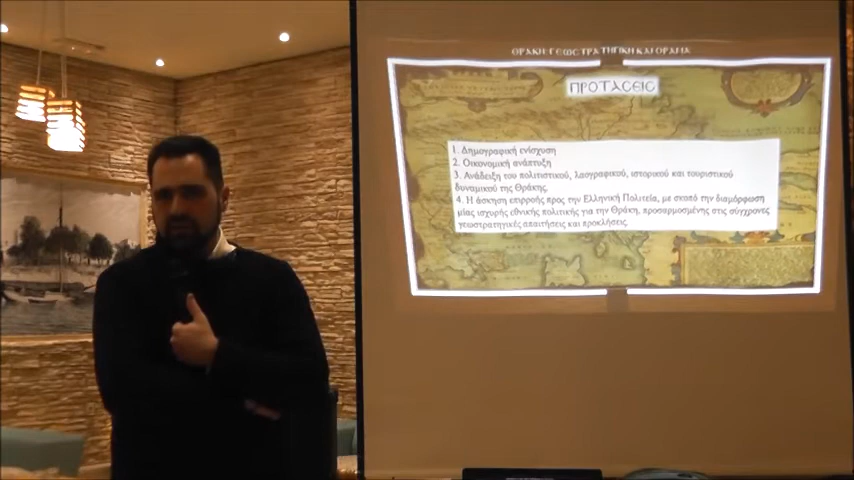 ΘΡΑΚΗ: ΓΕΩΣΤΡΑΤΗΓΙΚΗ ΚΑΙ ΟΡΑΜΑ
ΠΡΟΤΑΣΕΙΣ
1. Δημογραφική ενίσχυση
2. Οικονομική ανάπτυξη
3. Ανάδειξη του πολιτιστικού, λαογραφικού, ιστορικού και τουριστικού
δυναμικού της Θράκης.
4. Η άσκηση επιρροής προς την Ελληνική Πολιτεία, με σκοπό την διαμόρφωση
μίας ισχυρής εθνικής πολιτικής για την Θράκη, προσαρμοσμένης στις σύγχρονες
γεωστρατηγικές απαιτήσεις και προκλήσεις.